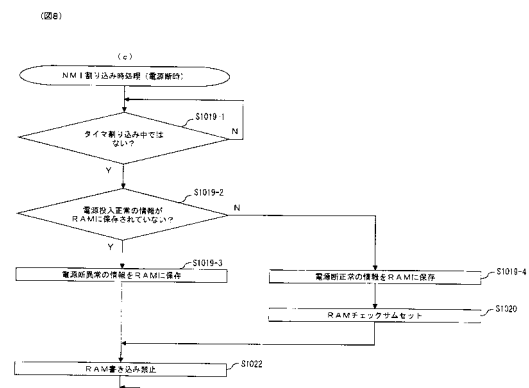 (図8)
(c)
NMI割り込み時処理(電源断時)
S1019-1
タイマ割り込み中では
ない?
N
Y
S1019-2
電源投入正常の情報が
RAMに保存されていない?
N
Y
S1019-3
電源断異常の情報をRAMに保存
S1019-4
電源断正常の情報をRAMに保存
S1020
RAMチェックサムセット
S1022
RAM書き込み禁止